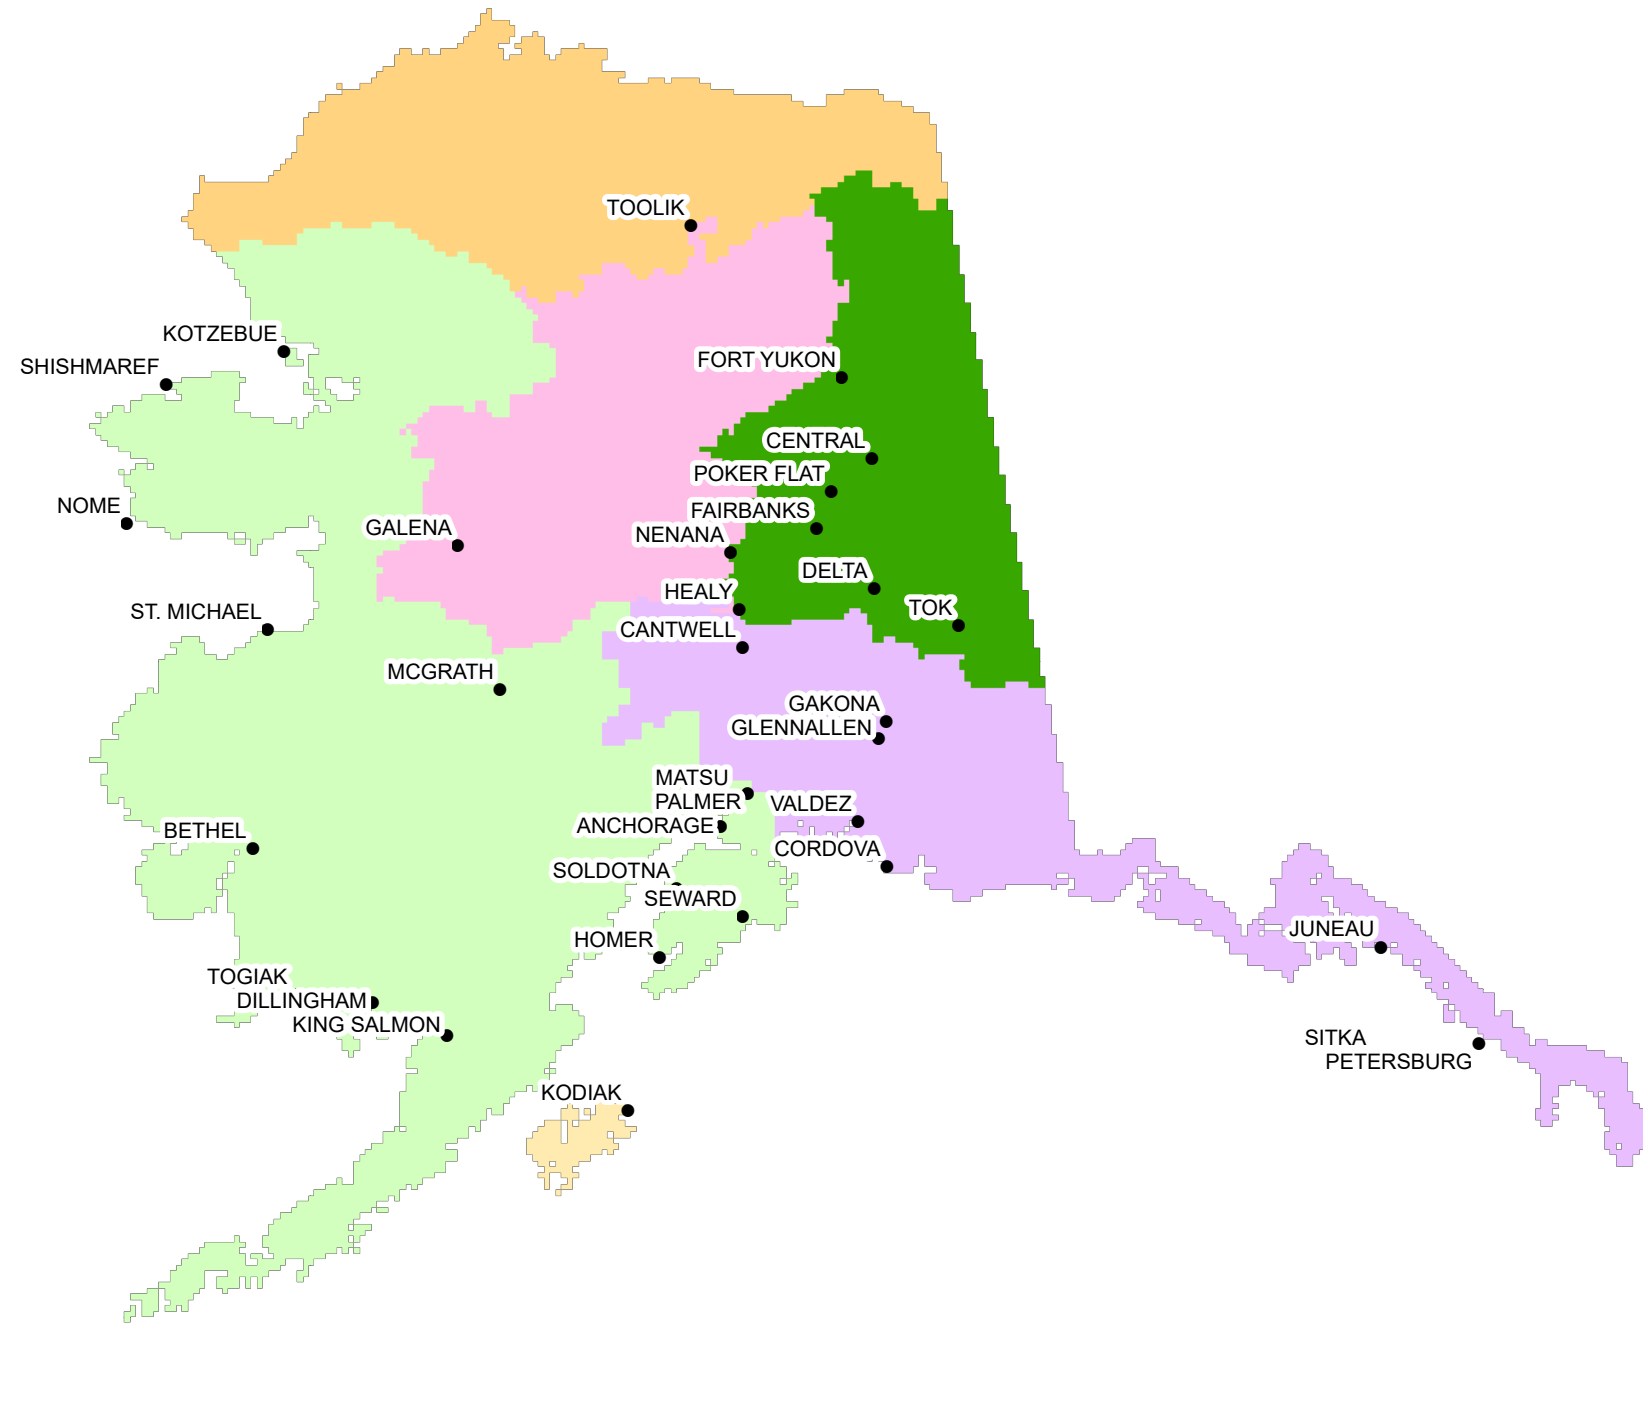 TOOLIK
KOTZEBUE
SHISHMAREF
FORT YUKON
CENTRAL
POKER FLAT
NOME
FAIRBANKS
GALENA
NENANA
DELTA
HEALY
TOK
ST. MICHAEL
CANTWELL
MCGRATH
GAKONA
GLENNALLEN
MATSU
PALMER
VALDEZ
ANCHORAGE
BETHEL
CORDOVA
SOLDOTNA
SEWARD
JUNEAU
HOMER
TOGIAK
DILLINGHAM
KING SALMON
SITKA
PETERSBURG
KODIAK